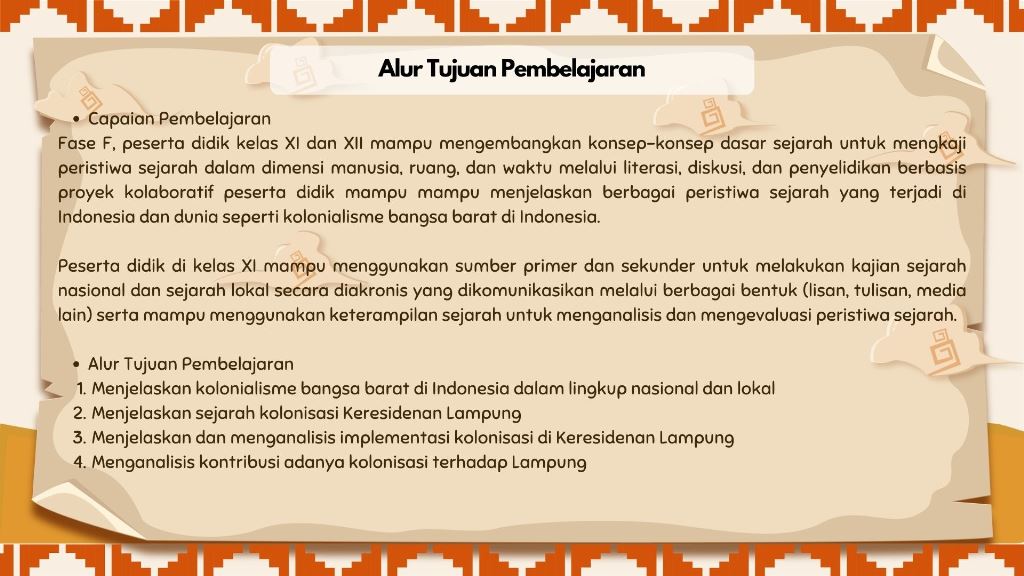 Alur Tujuan Pembelajaran
• Capaian Pembelajaran
Fase F, peserta didik kelas XI dan XII mampu mengembangkan konsep-konsep dasar sejarah untuk mengkaji
peristiwa sejarah dalam dimensi manusia, ruang, dan waktu melalui literasi, diskusi, dan penyelidikan berbasis
proyek kolaboratif peserta didik mampu mampu menjelaskan berbagai peristiwa sejarah yang terjadi di
Indonesia dan dunia seperti kolonialisme bangsa barat di Indonesia.
Peserta didik di kelas XI mampu menggunakan sumber primer dan sekunder untuk melakukan kajian sejarah
nasional dan sejarah lokal secara diakronis yang dikomunikasikan melalui berbagai bentuk (lisan, tulisan, media
lain) serta mampu menggunakan keterampilan sejarah untuk menganalisis dan mengevaluasi peristiwa sejarah.
• Alur Tujuan Pembelajaran
1. Menjelaskan kolonialisme bangsa barat di Indonesia dalam lingkup nasional dan lokal
2. Menjelaskan sejarah kolonisasi Keresidenan Lampung
3. Menjelaskan dan menganalisis implementasi kolonisasi di Keresidenan Lampung
4. Menganalisis kontribusi adanya kolonisasi terhadap Lampung